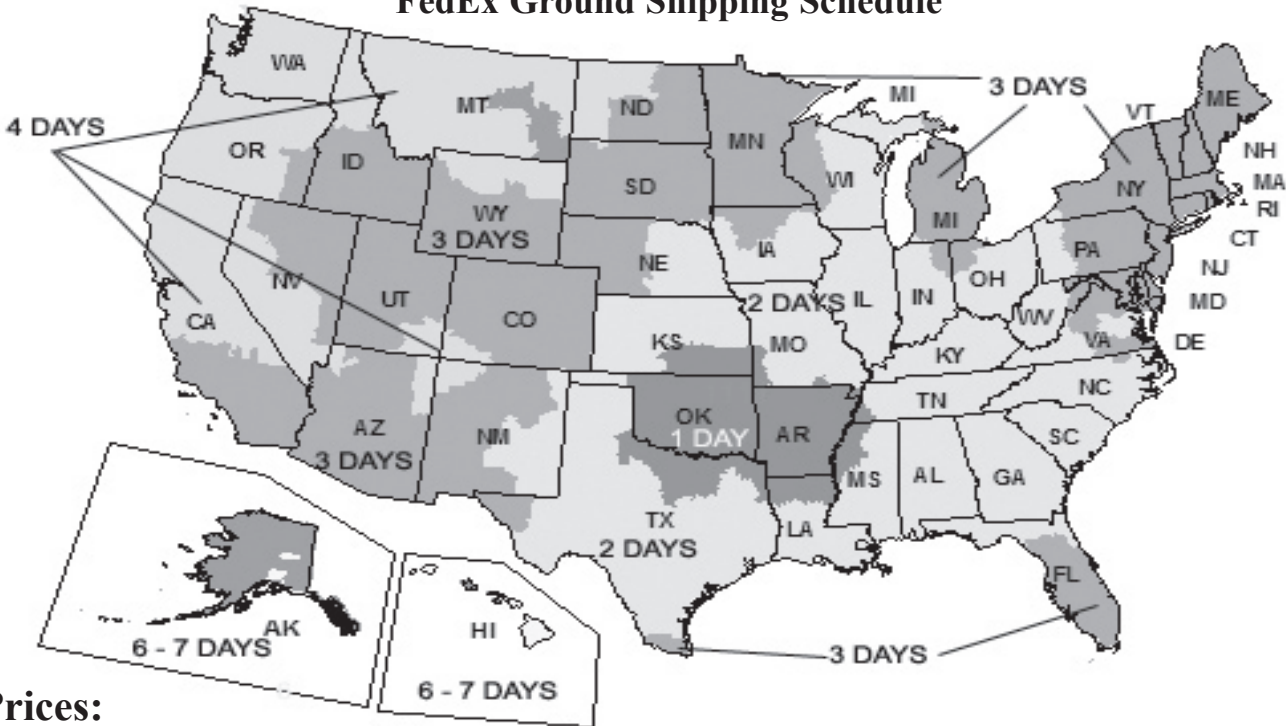 FedEx Ground Shipping Schedule
WA
MT
ND
MN
MI
3 DAYS
VT
ME
4 DAYS
OR
ID
SD
WI
NH
MA
RI
CT
NY
MI
WY
3 DAYS
NE
IA
PA
NJ
NV
UT
CO
2 DAYS
IL
IN
OH
MD
CA
KS
MO
WV
KY
VA
DE
AZ
3 DAYS
NM
OK
1 DAY
AR
TN
NC
SC
MS
AL
GA
TX
2 DAYS
LA
FL
3 DAYS
AK
6 - 7 DAYS
HI
6 - 7 DAYS
Prices: